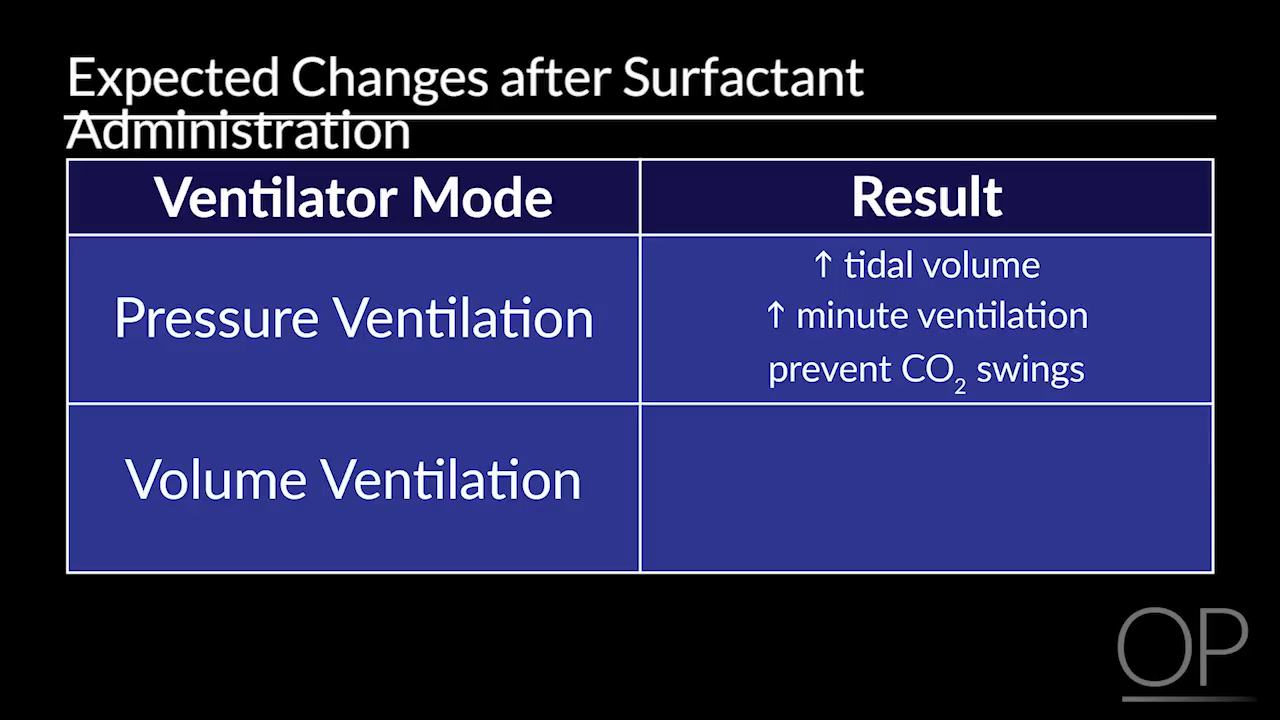 Expected Changes after Surfactant
Administration
Ventilator Mode
Result
Pressure Ventilation
↑ tidal volume
↑ minute ventilation
prevent CO₂ swings
Volume Ventilation
OP